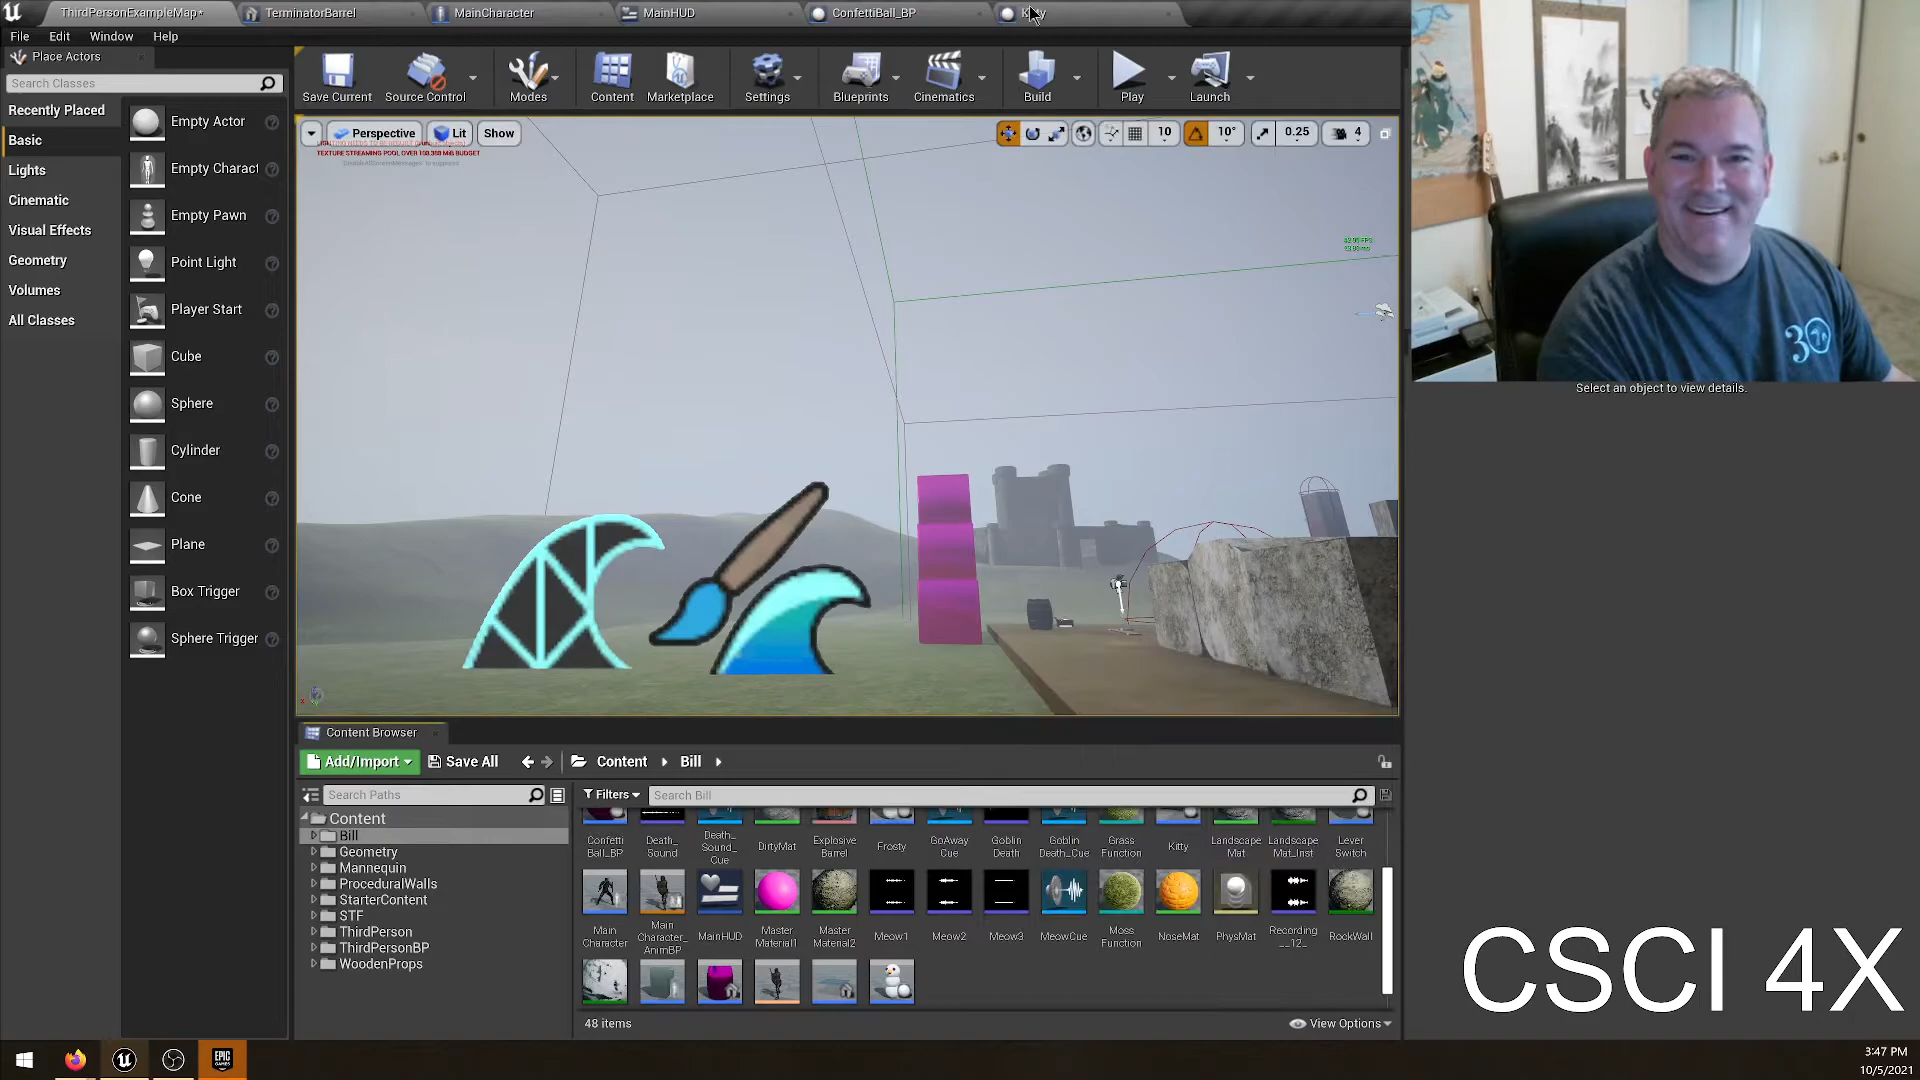 ThirdPersonExampleMap*
TerminatorBarrel
MainCharacter
MainHUD
ConfettiBall_BP
File
Edit
Window
Help
Place Actors
Search Classes
Recently Placed
Basic
Lights
Cinematic
Visual Effects
Geometry
Volumes
All Classes
Empty Actor
Empty Charact
Empty Pawn
Point Light
Player Start
Cube
Sphere
Cylinder
Cone
Plane
Box Trigger
Sphere Trigger
Save Current
Source Control
Modes
Content
Marketplace
Settings
Blueprints
Cinematics
Build
Play
Launch
Perspective
Lit
Show
10
10°
0.25
4
30
Select an object to view details.
Content Browser
Add/Import
Save All
Content
Bill
Search Paths
Filters
Search Bill
Content
Bill
Geometry
Mannequin
ProceduralWalls
StarterContent
STF
ThirdPerson
ThirdPersonBP
WoodenProps
Confetti
Ball_BP
Death_
Sound
Death_
Sound_
Cue
DirtyMat
Explosive
Barrel
Frosty
GoAway
Cue
Goblin
Death
Goblin
Death_Cue
Grass
Function
Kitty
Landscape
Mat
Landscape
Mat_Inst
Lever
Switch
Main
Character
Main
Character_
AnimBP
MainHUD
Master
Material1
Master
Material2
Meow1
Meow2
Meow3
MeowCue
Moss
Function
NoseMat
PhysMat
Recording
__12_
RockWall
48 items
View Options
CSCI 4X
EPIC
GAMES
3:47 PM
10/5/2021